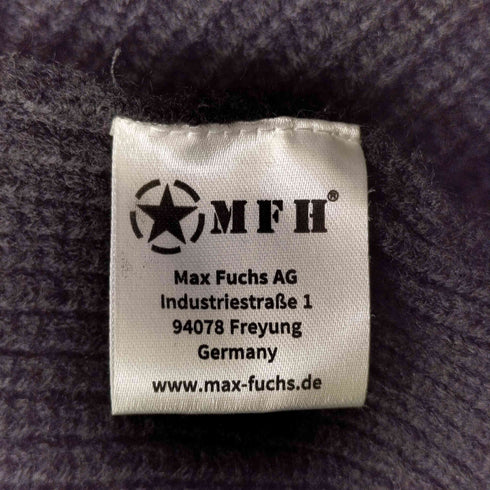 MFH®
Max Fuchs AG
Industriestraße 1
94078 Freyung
Germany
www.max-fuchs.de